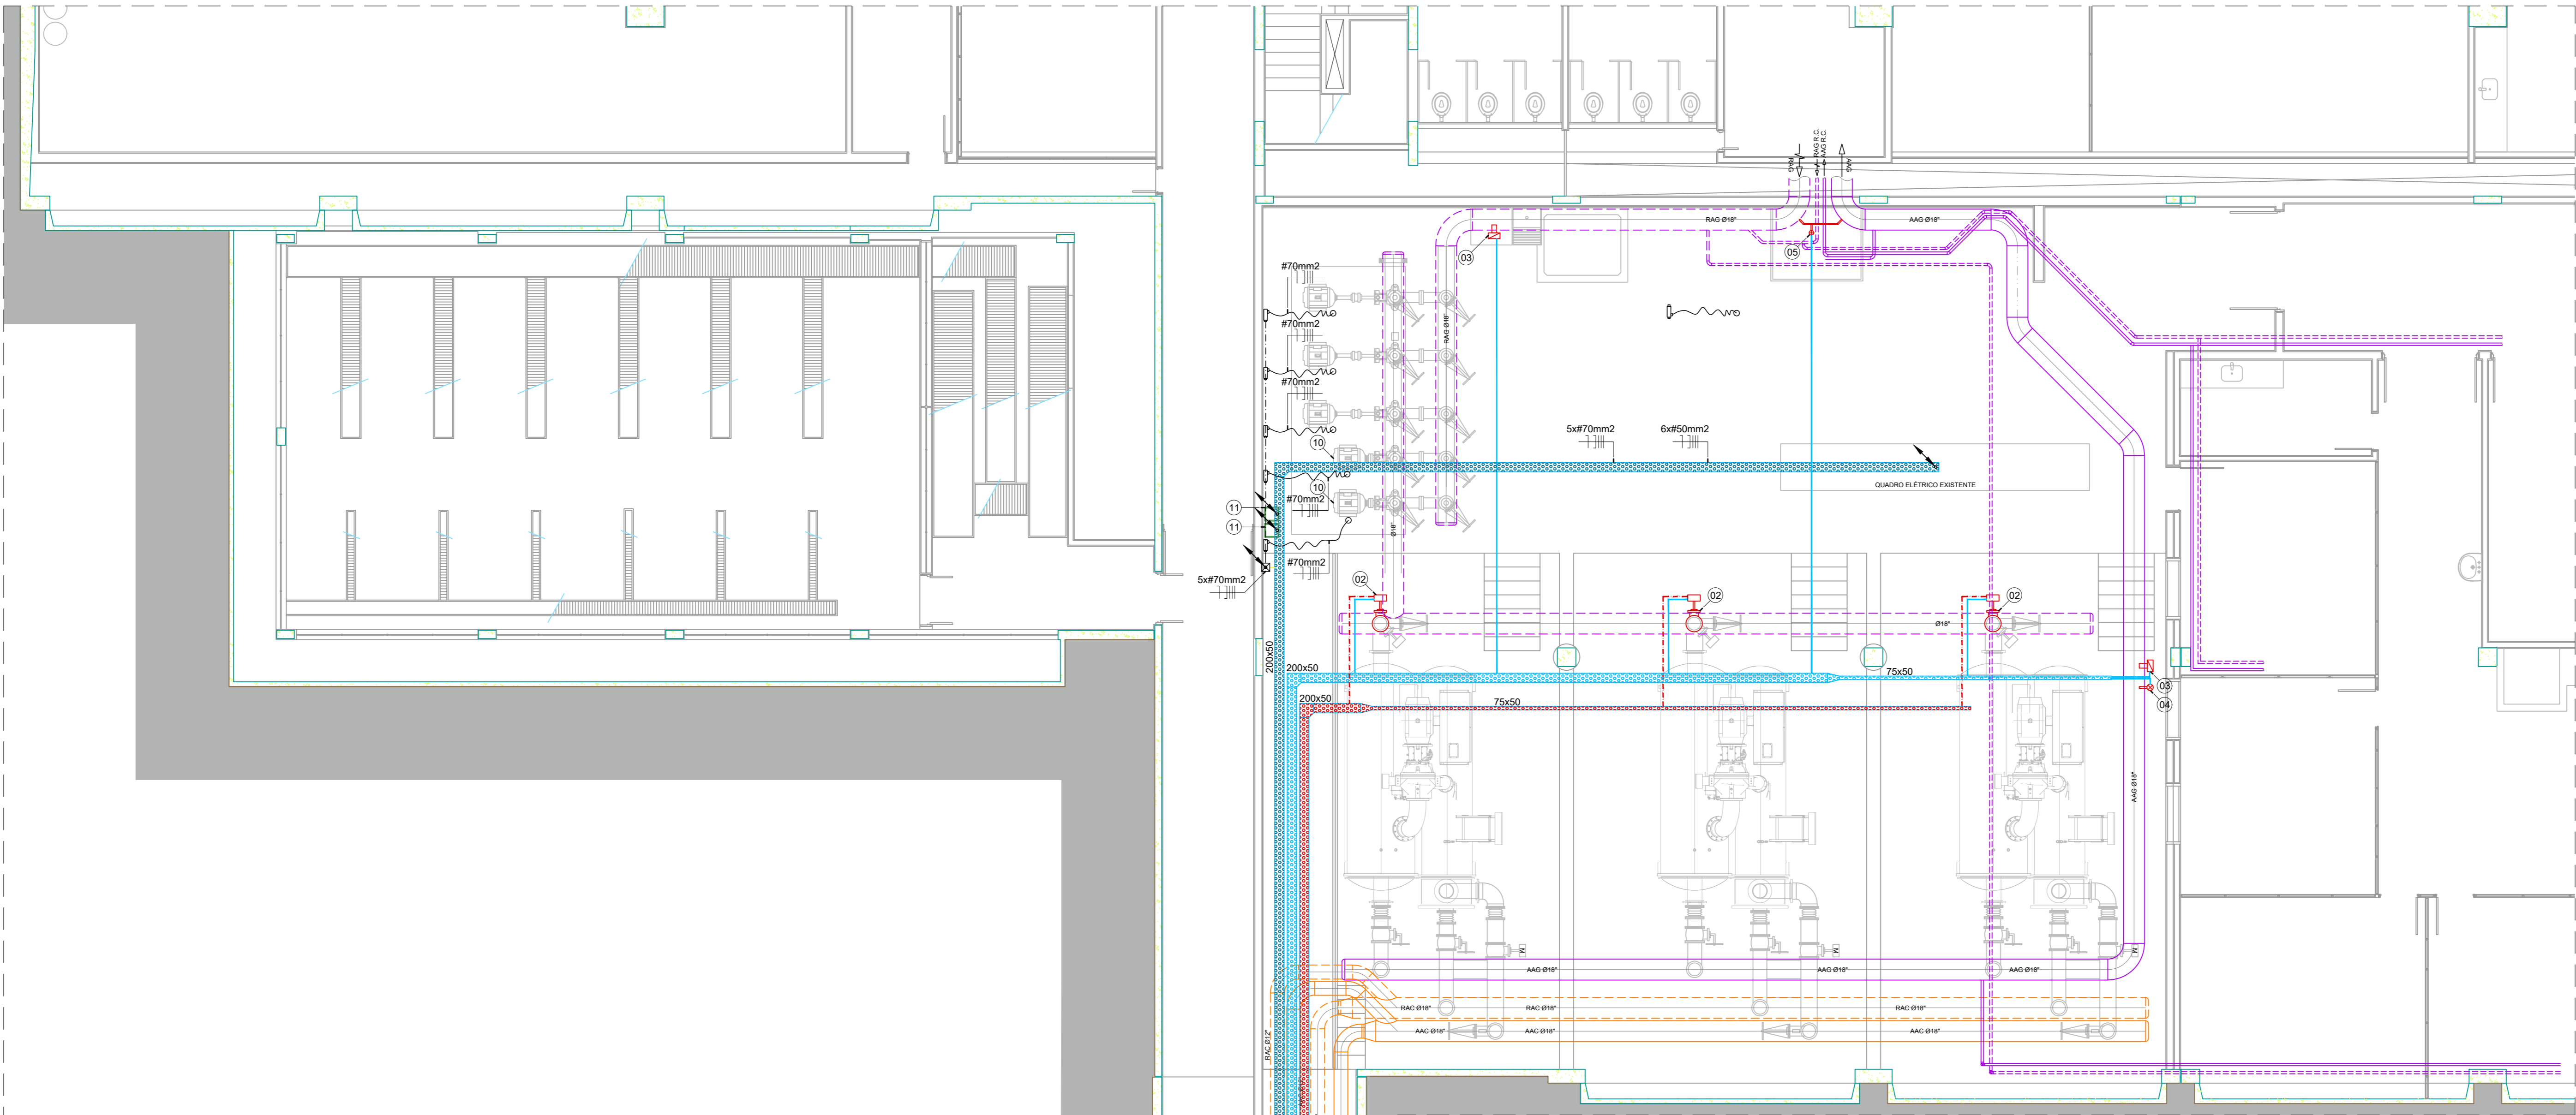 RAG
RAG R.C.
AAG R.C.
AAG
RAG Ø18"
AAG Ø18"
03
05
#70mm2
RAG Ø18"
#70mm2
#70mm2
5x#70mm2
6x#50mm2
10
QUADRO ELÉTRICO EXISTENTE
10
#70mm2
11
11
Ø18"
#70mm2
5x#70mm2
02
02
02
Ø18"
200x50
200x50
75x50
03
04
200x50
75x50
AAG Ø18"
M
M
M
AAG Ø18"
AAG Ø18"
AAG Ø18"
RAC Ø18"
RAC Ø18"
RAC Ø18"
AAC Ø18"
AAC Ø18"
AAC Ø18"
RAC Ø12"